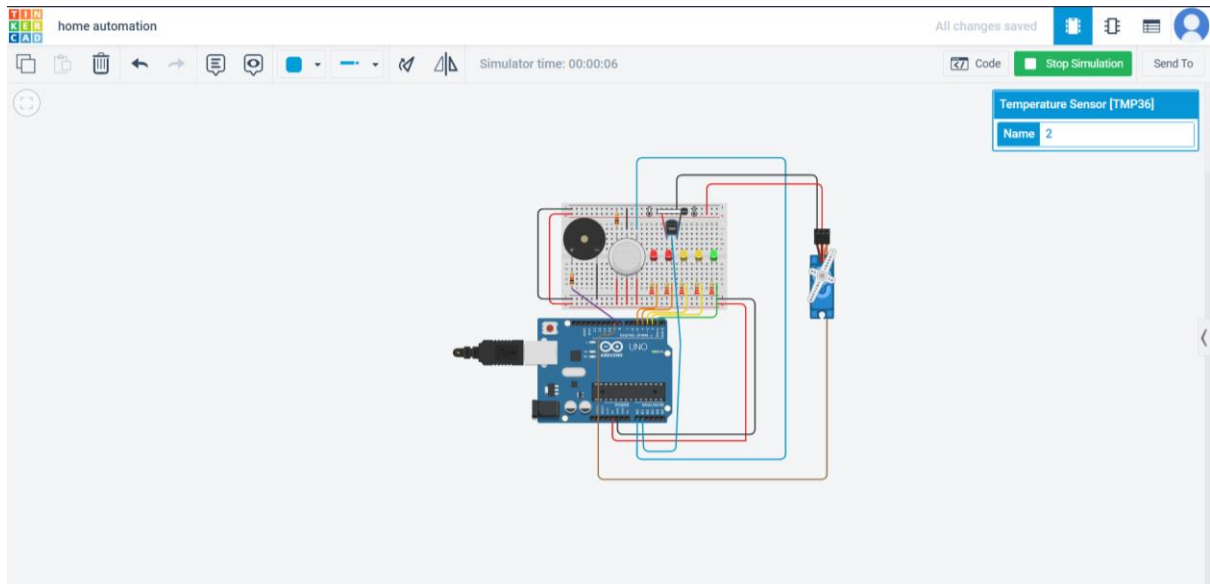 TIN
KER
CAD
home automation
All changes saved
Simulator time: 00:00:06
Code
Stop Simulation
Send To
Temperature Sensor [TMP36]
Name 2
UNO
ARDUINO